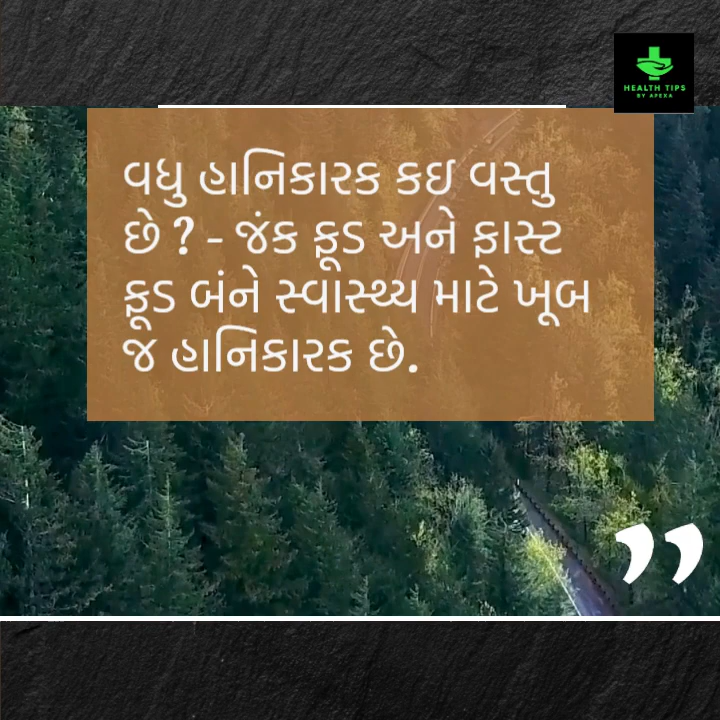 HEALTH TIPS
BY APEXA
વધુ હાનિકારક કઇ વસ્તુ
છે ? - જંક ફૂડ અને ફાસ્ટ
ફૂડ બંને સ્વાસ્થ્ય માટે ખૂબ
જ હાનિકારક છે.
”